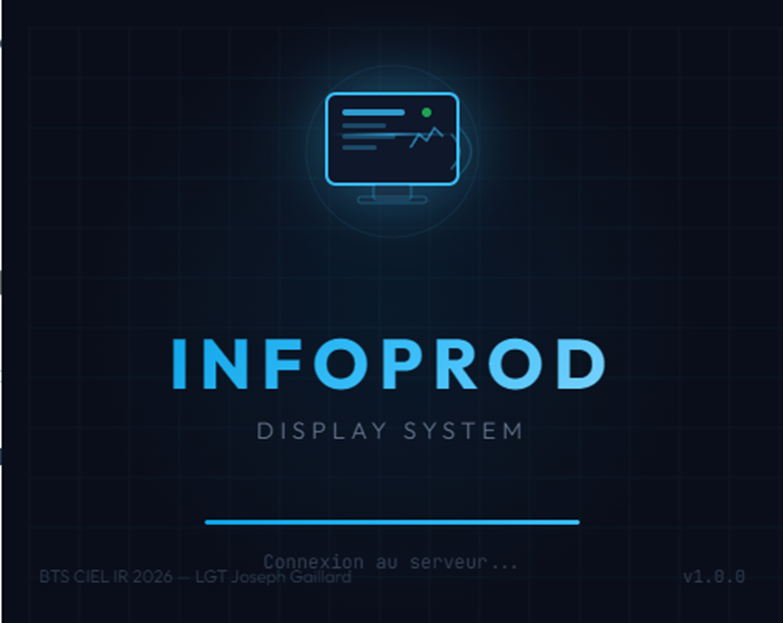 INFOPROD
DISPLAY SYSTEM
Connexion au serveur...
BTS CIEL IR 2026 — LGT Joseph Gaillard
v1.0.0